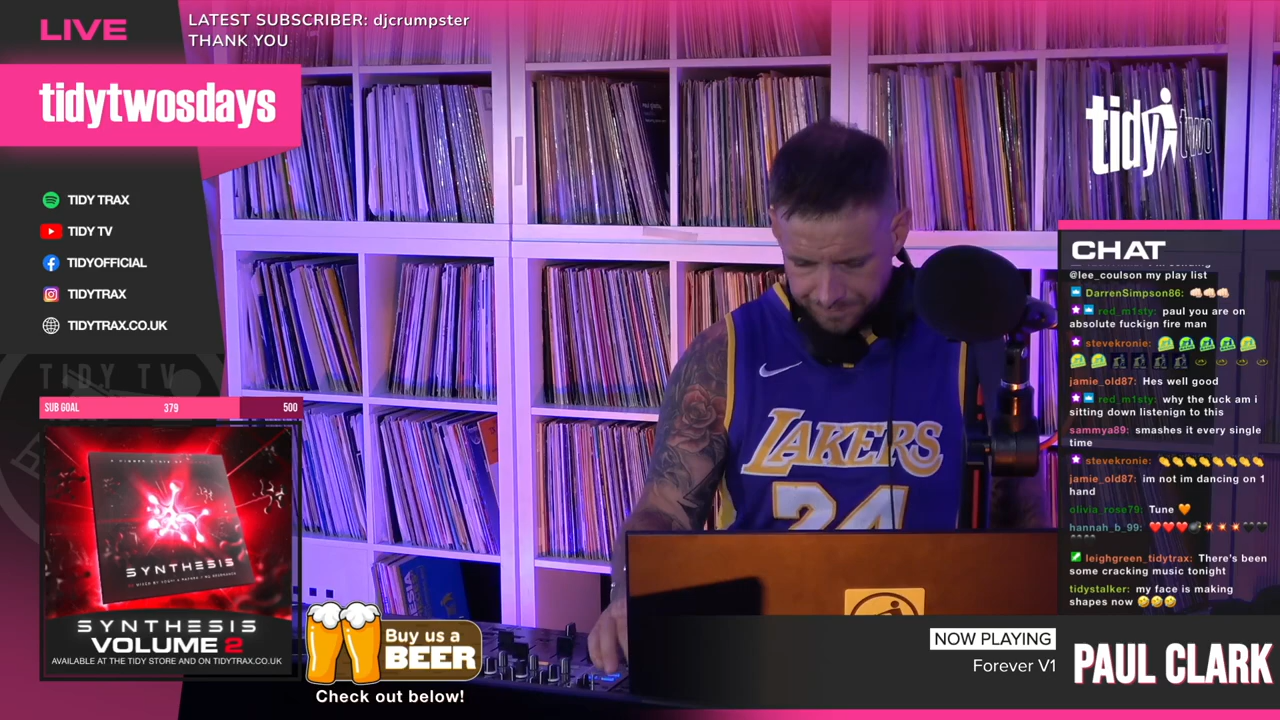 LIVE
LATEST SUBSCRIBER: djcrumpster
THANK YOU
tidytwosdays
tidy two
TIDY TRAX
TIDY TV
TIDYOFFICIAL
TIDYTRAX
TIDYTRAX.CO.UK
TIDY TV
SUB GOAL 379 500
SYNTHESIS
SYNTHESIS
VOLUME 2
AVAILABLE AT THE TIDY STORE AND ON TIDYTRAX.CO.UK
Buy us a
BEER
Check out below!
LAKERS
24
CHAT
@lee_coulson my play list
DarrenSimpson86:
red_m1sty: paul you are on
absolute fuckign fire man
stevekronie:
jamie_old87: Hes well good
red_m1sty: why the fuck am i
sitting down listenign to this
sammya89: smashes it every single
time
stevekronie:
jamie_old87: im not im dancing on 1
hand
olivia_rose79: Tune 🧡
hannah_b_99:
leighgreen_tidytrax: There's been
some cracking music tonight
tidystalker: my face is making
shapes now 🤣🤣🤣
NOW PLAYING
Forever V1
PAUL CLARK